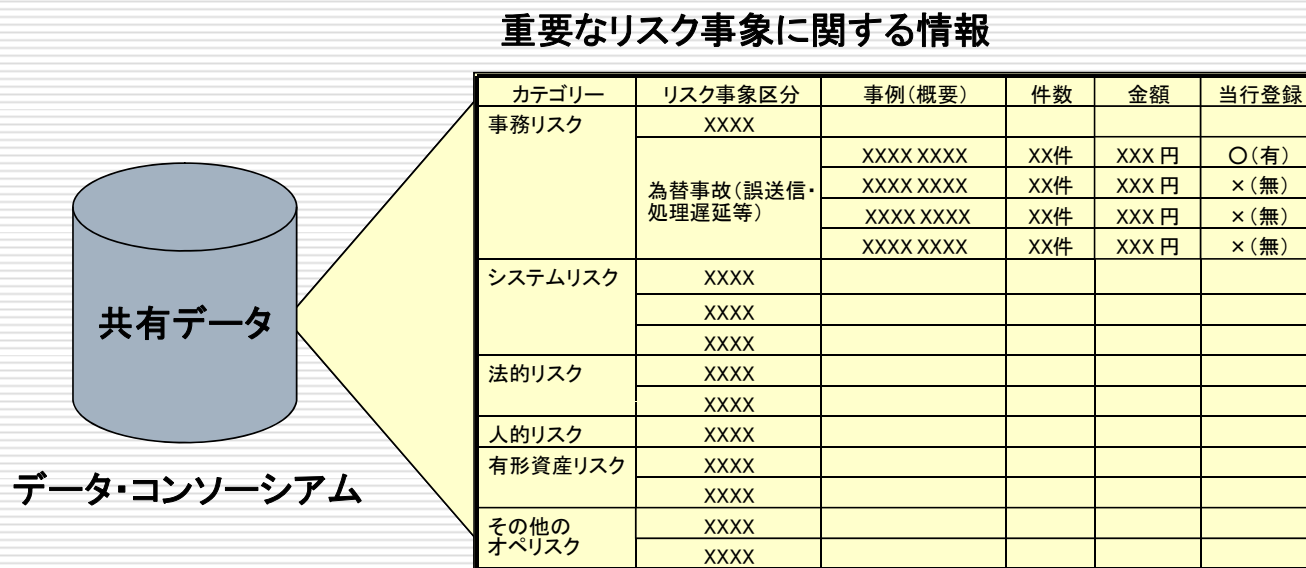 重要なリスク事象に関する情報
カテゴリー リスク事象区分 事例(概要) 件数 金額 当行登録
事務リスク XXXX
為替事故(誤送信・
処理遅延等)
XXXX XXXX XX件 XXX 円 ○(有)
XXXX XXXX XX件 XXX 円 ×(無)
XXXX XXXX XX件 XXX 円 ×(無)
XXXX XXXX XX件 XXX 円 ×(無)
システムリスク XXXX
XXXX
XXXX
法的リスク XXXX
XXXX
人的リスク XXXX
有形資産リスク XXXX
XXXX
その他の
オペリスク
XXXX
XXXX
共有データ
データ・コンソーシアム